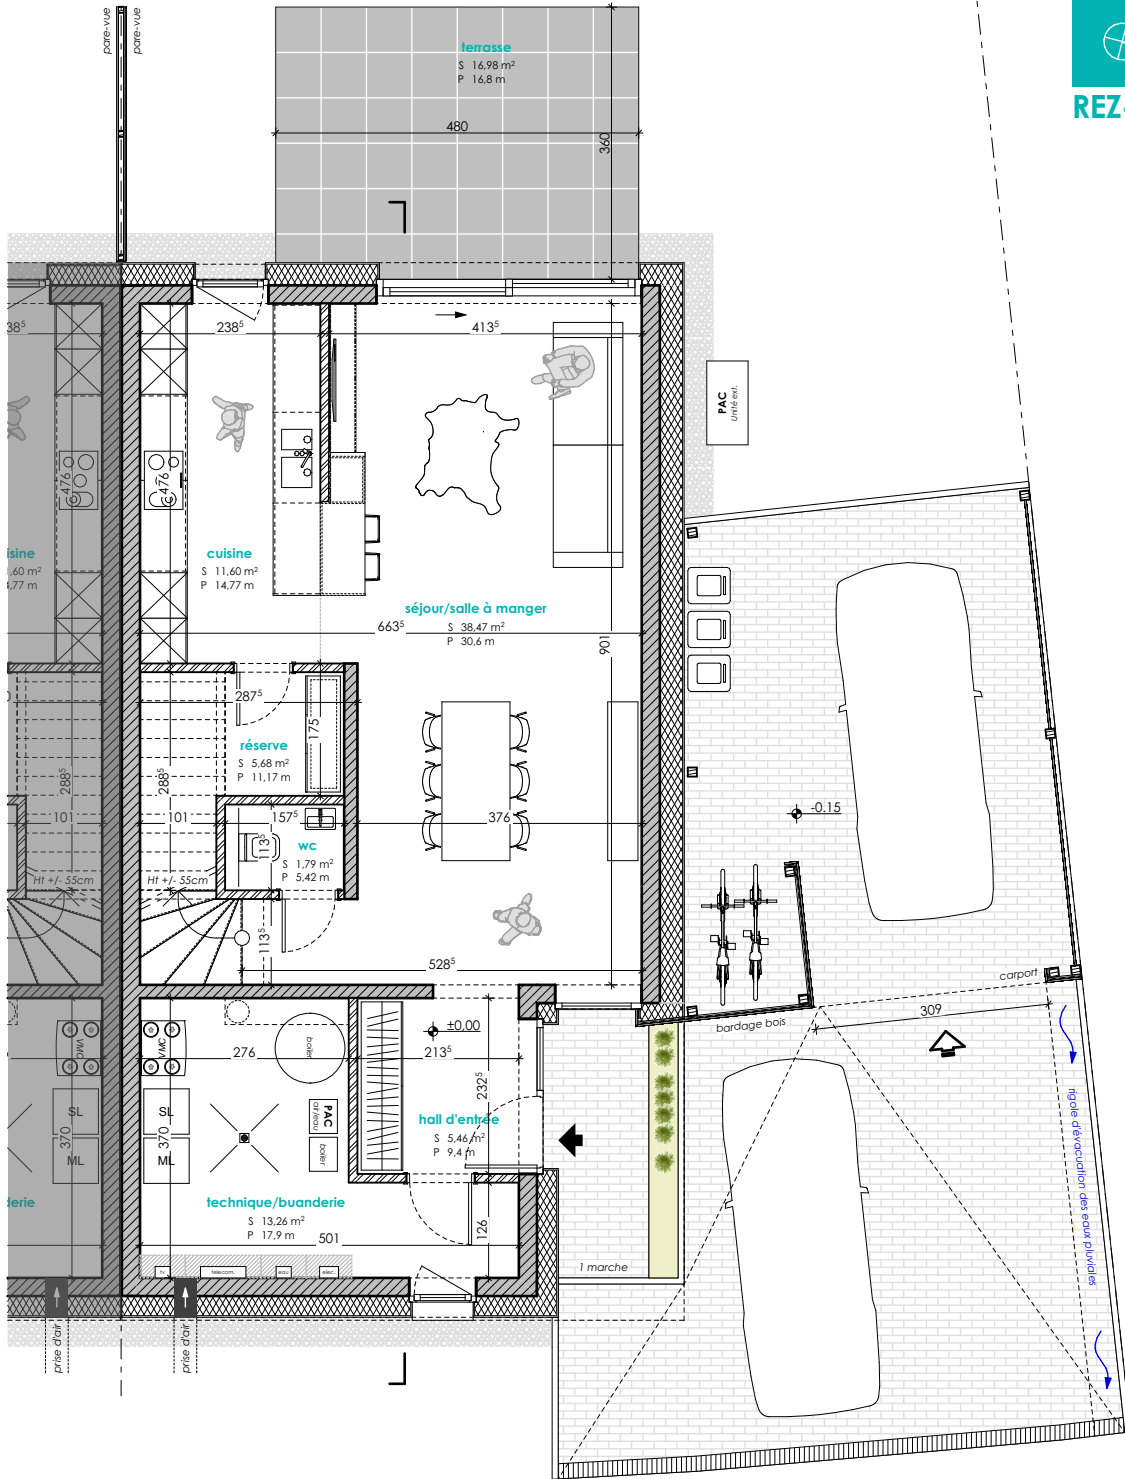 pare-vue
pare-vue
terrasse
S 16,98 m²
P 16,8 m
480
360
REZ-
38⁵
238⁵
413⁵
PAC
Unité ext.
476
476
isine
,60 m²
,77 m
cuisine
S 11,60 m²
P 14,77 m
séjour/salle à manger
S 38,47 m²
P 30,6 m
663⁵
901
287⁵
175
réserve
S 5,68 m²
P 11,17 m
288⁵
288⁵
101
101
157⁵
376
-0.15
113⁵
wc
S 1,79 m²
P 5,42 m
Ht +/- 55cm
Ht +/- 55cm
113⁵
528⁵
carport
309
bardage bois
±0,00
VMC
VMC
276
boiler
213⁵
232⁵
SL
SL
PAC
air/eau
boiler
370
370
ML
ML
hall d'entrée
S 5,46 m²
P 9,4 m
rigole d'évacuation des eaux pluviales
derie
technique/buanderie
S 13,26 m²
P 17,9 m
501
126
tv
telecom.
eau
elec.
1 marche
prise d'air
prise d'air